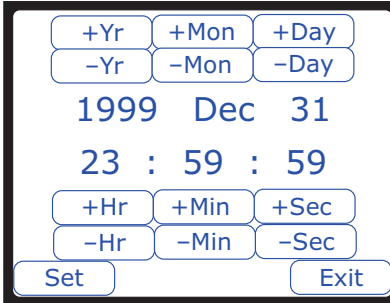 +Yr +Mon +Day
–Yr –Mon –Day
1999 Dec 31
23 : 59 : 59
+Hr +Min +Sec
–Hr –Min –Sec
Set Exit